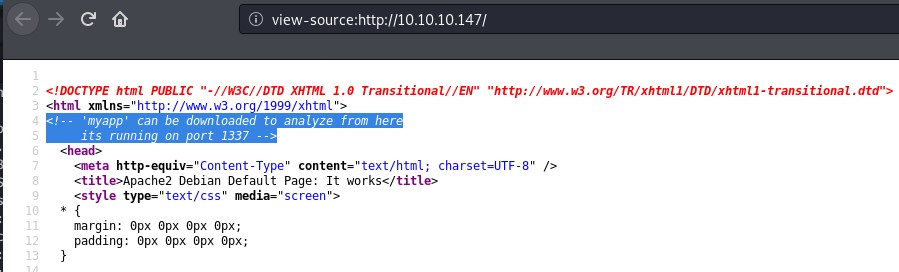 view-source:http://10.10.10.147/
1
2 <!DOCTYPE html PUBLIC "-//W3C//DTD XHTML 1.0 Transitional//EN" "http://www.w3.org/TR/xhtml1/DTD/xhtml1-transitional.dtd">
3 <html xmlns="http://www.w3.org/1999/xhtml">
4 <!-- 'myapp' can be downloaded to analyze from here
5      its running on port 1337 -->
6   <head>
7     <meta http-equiv="Content-Type" content="text/html; charset=UTF-8" />
8     <title>Apache2 Debian Default Page: It works</title>
9     <style type="text/css" media="screen">
10   * {
11     margin: 0px 0px 0px 0px;
12     padding: 0px 0px 0px 0px;
13   }
14